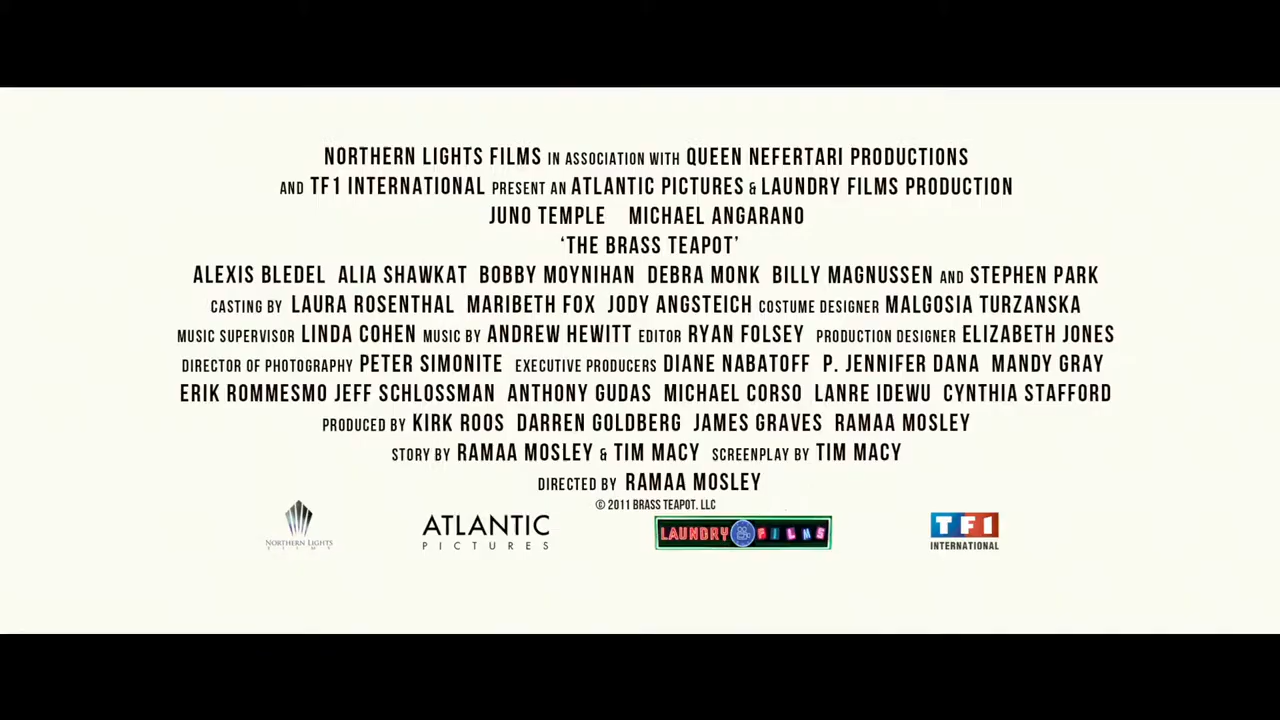 NORTHERN LIGHTS FILMS IN ASSOCIATION WITH QUEEN NEFERTARI PRODUCTIONS
AND TF1 INTERNATIONAL PRESENT AN ATLANTIC PICTURES & LAUNDRY FILMS PRODUCTION
JUNO TEMPLE MICHAEL ANGARANO
‘THE BRASS TEAPOT’
ALEXIS BLEDEL ALIA SHAWKAT BOBBY MOYNIHAN DEBRA MONK BILLY MAGNUSSEN AND STEPHEN PARK
CASTING BY LAURA ROSENTHAL MARIBETH FOX JODY ANGSTEICH COSTUME DESIGNER MALGOSIA TURZANSKA
MUSIC SUPERVISOR LINDA COHEN MUSIC BY ANDREW HEWITT EDITOR RYAN FOLSEY PRODUCTION DESIGNER ELIZABETH JONES
DIRECTOR OF PHOTOGRAPHY PETER SIMONITE EXECUTIVE PRODUCERS DIANE NABATOFF P. JENNIFER DANA MANDY GRAY
ERIK ROMMESMO JEFF SCHLOSSMAN ANTHONY GUDAS MICHAEL CORSO LANRE IDEWU CYNTHIA STAFFORD
PRODUCED BY KIRK ROOS DARREN GOLDBERG JAMES GRAVES RAMAA MOSLEY
STORY BY RAMAA MOSLEY & TIM MACY SCREENPLAY BY TIM MACY
DIRECTED BY RAMAA MOSLEY
© 2011 BRASS TEAPOT. LLC
NORTHERN LIGHTS
FILMS
ATLANTIC
PICTURES
LAUNDRY FILMS
TF1
INTERNATIONAL